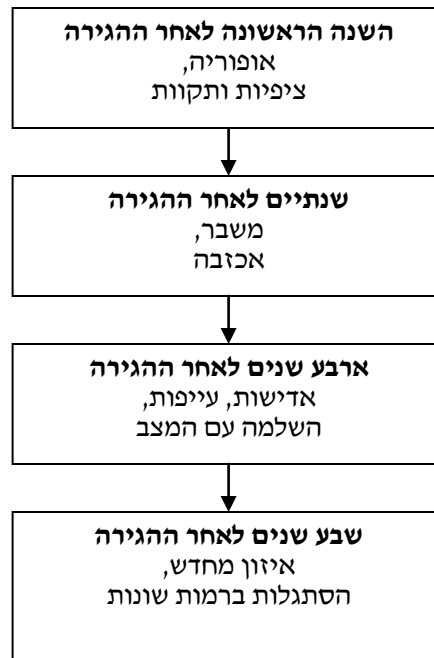 השנה הראשונה לאחר ההגירה
אופוריה,
ציפיות ותקוות
שנתיים לאחר ההגירה
משבר,
אכזבה
ארבע שנים לאחר ההגירה
אדישות, עייפות,
השלמה עם המצב
שבע שנים לאחר ההגירה
איזון מחדש,
הסתגלות ברמות שונות